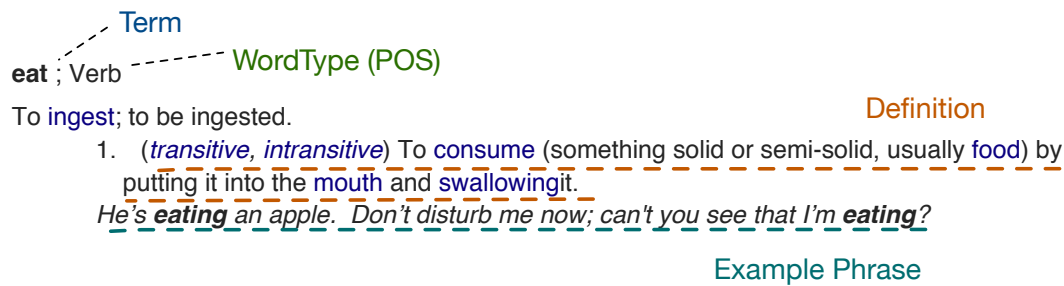 Term
WordType (POS)
eat ; Verb
To ingest; to be ingested.
Definition
1. (transitive, intransitive) To consume (something solid or semi-solid, usually food) by
putting it into the mouth and swallowingit.
He's eating an apple. Don't disturb me now; can't you see that I'm eating?
Example Phrase